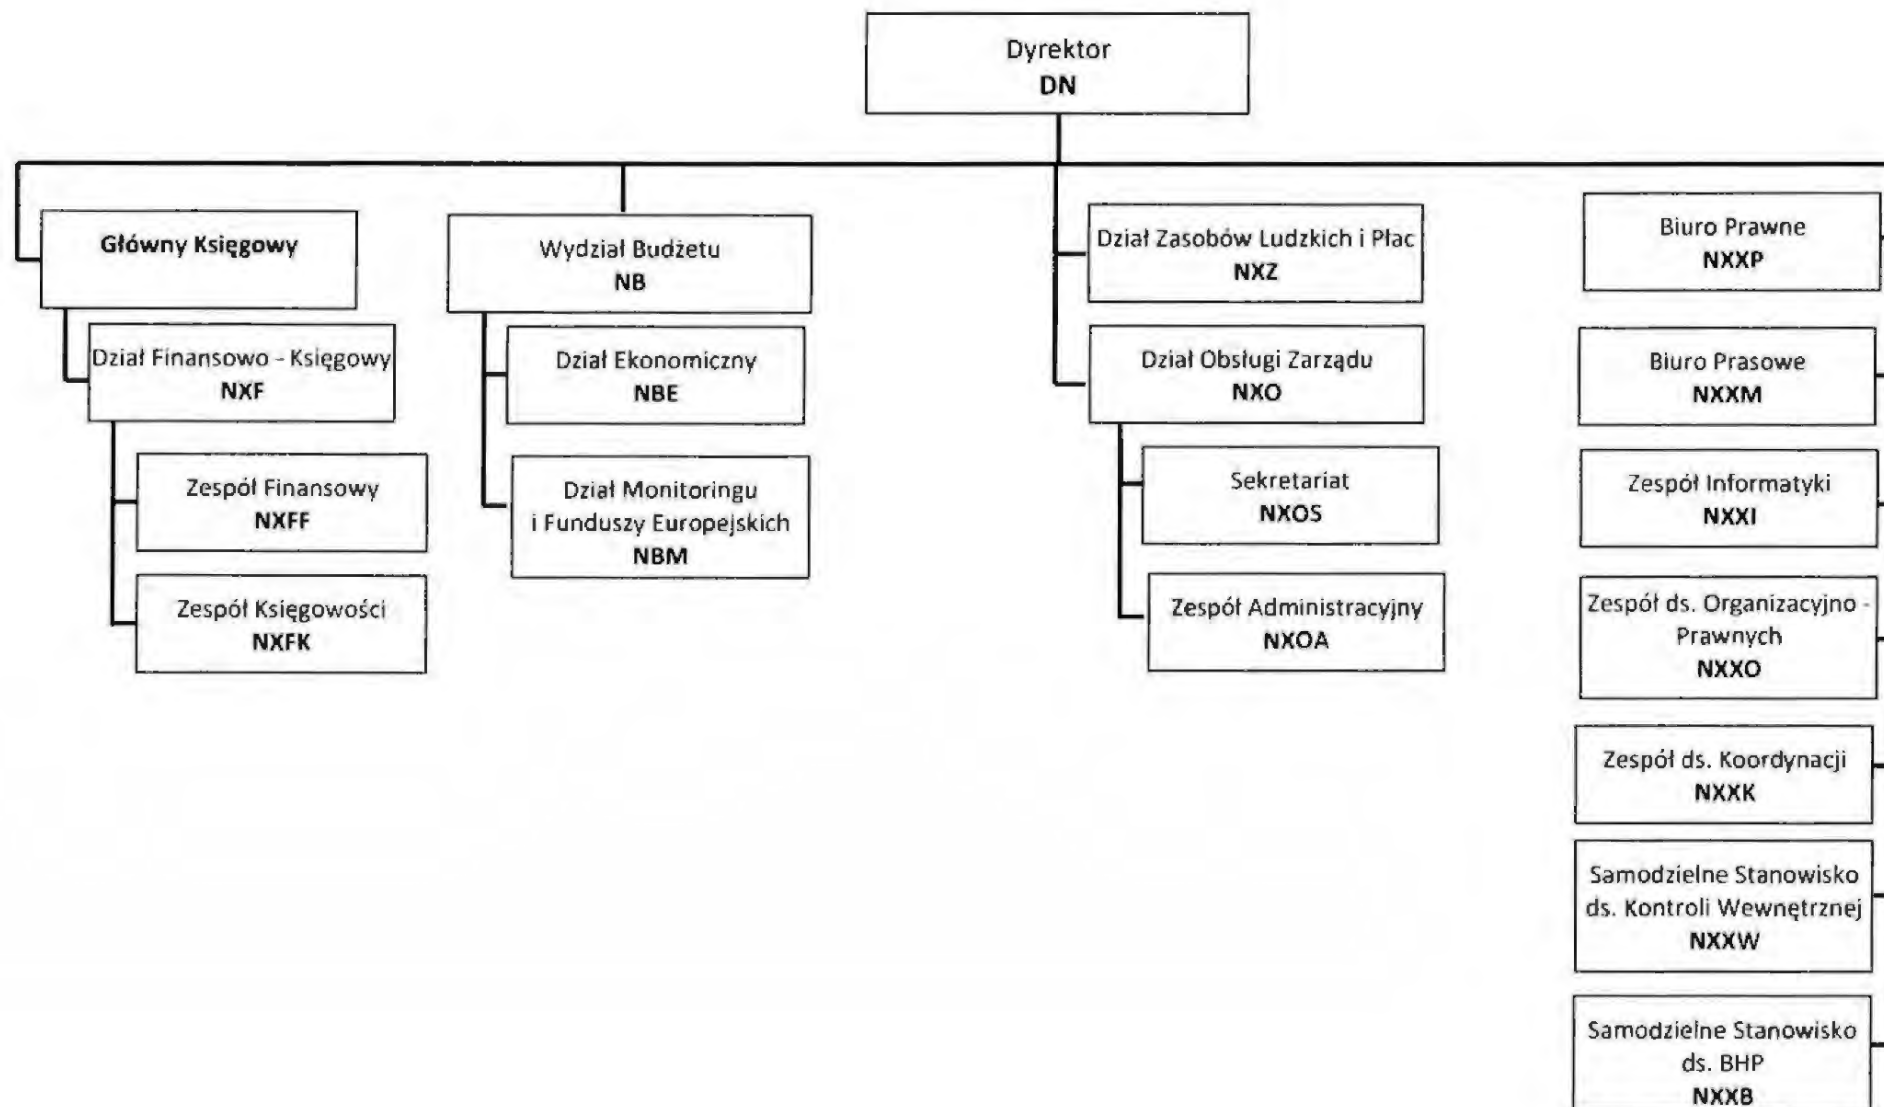 Dyrektor
DN
Główny Księgowy
Dział Finansowo - Księgowy
NXF
Zespół Finansowy
NXFF
Zespół Księgowości
NXFK
Wydział Budżetu
NB
Dział Ekonomiczny
NBE
Dział Monitoringu
i Funduszy Europejskich
NBM
Dział Zasobów Ludzkich i Płac
NXZ
Dział Obsługi Zarządu
NXO
Sekretariat
NXOS
Zespół Administracyjny
NXOA
Biuro Prawne
NXXP
Biuro Prasowe
NXXM
Zespół Informatyki
NXXI
Zespół ds. Organizacyjno -
Prawnych
NXXO
Zespół ds. Koordynacji
NXXK
Samodzielne Stanowisko
ds. Kontroli Wewnętrznej
NXXW
Samodzielne Stanowisko
ds. BHP
NXXB